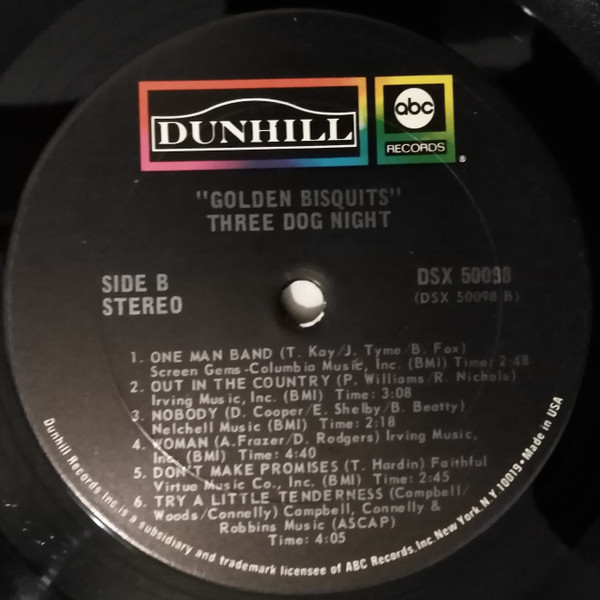 DUNHILL
abc
RECORDS
®
"GOLDEN BISQUITS"
THREE DOG NIGHT
SIDE B
STEREO
DSX 50098
(DSX 50098 B)
1. ONE MAN BAND (T. Kay/J. Tyme/B. Fox)
Screen Gems-Columbia Music, Inc. (BMI) Time: 2:48
2. OUT IN THE COUNTRY (P. Williams/R. Nichols)
Irving Music, Inc. (BMI) Time: 3:08
3. NOBODY (D. Cooper/E. Shelby/B. Beatty)
Nelchell Music (BMI) Time: 2:18
4. WOMAN (A.Frazer/D. Rodgers) Irving Music,
Inc. (BMI) Time: 4:40
5. DON'T MAKE PROMISES (T. Hardin) Faithful
Virtue Music Co., Inc. (BMI) Time: 2:45
6. TRY A LITTLE TENDERNESS (Campbell/
Woods/Connelly) Campbell, Connelly &
Robbins Music (ASCAP)
Time: 4:05
Dunhill Records Inc. is a subsidiary and trademark licensee of ABC Records, Inc. New York. N.Y. 10019 • Made in USA